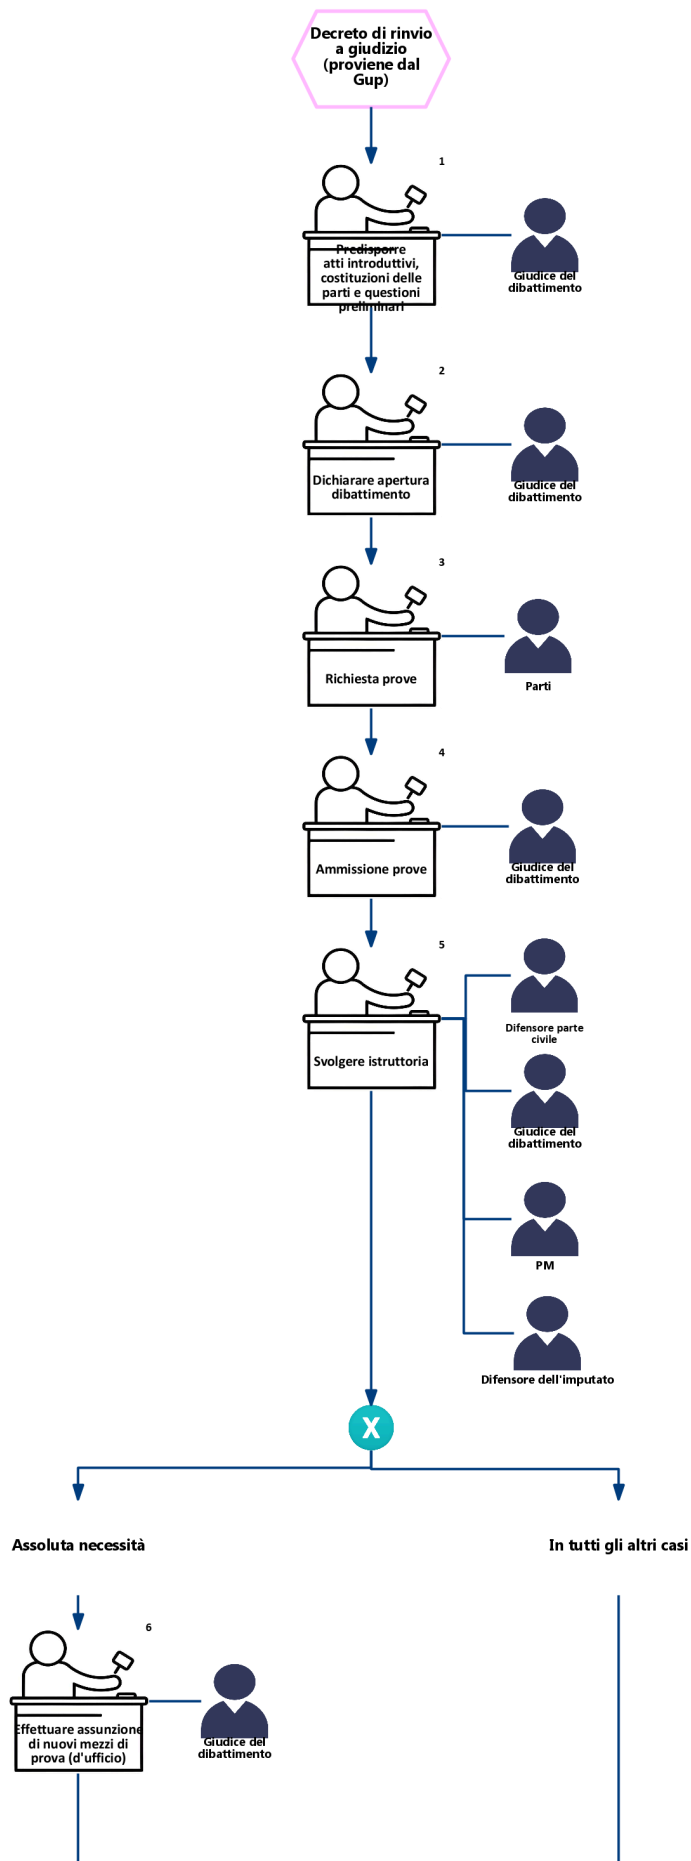 Decreto di rinvio
a giudizio
(proviene dal
Gup)
1
Predisporre
atti introduttivi,
costituzioni delle
parti e questioni
preliminari
Giudice del
dibattimento
2
Dichiarare apertura
dibattimento
Giudice del
dibattimento
3
Richiesta prove
Parti
4
Ammissione prove
Giudice del
dibattimento
5
Svolgere istruttoria
Difensore parte
civile
Giudice del
dibattimento
PM
Difensore dell'imputato
X
Assoluta necessità
In tutti gli altri casi
6
Effettuare assunzione
di nuovi mezzi di
prova (d'ufficio)
Giudice del
dibattimento